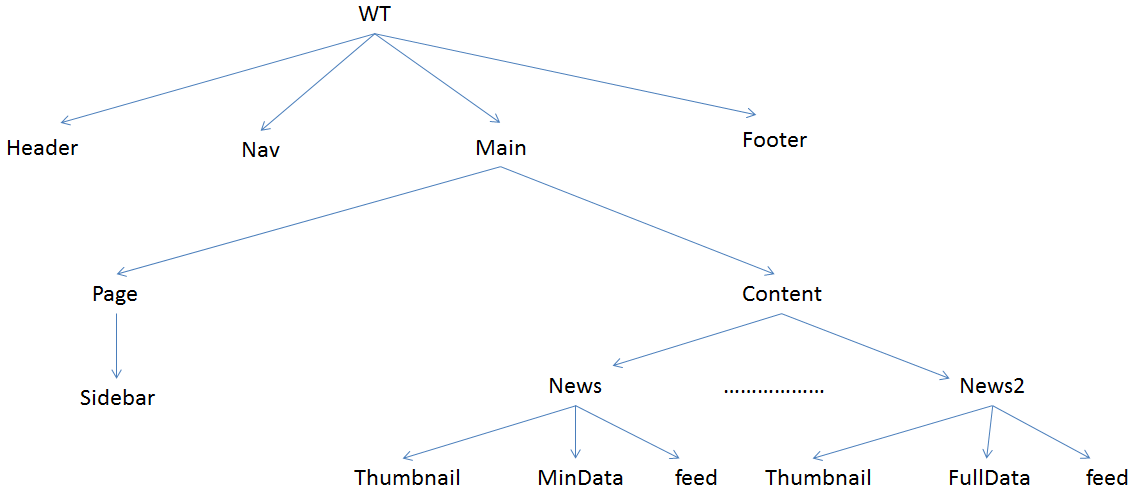 WT
Header Nav Main Footer
Page Content
Sidebar News .................. News2
Thumbnail MinData feed Thumbnail FullData feed